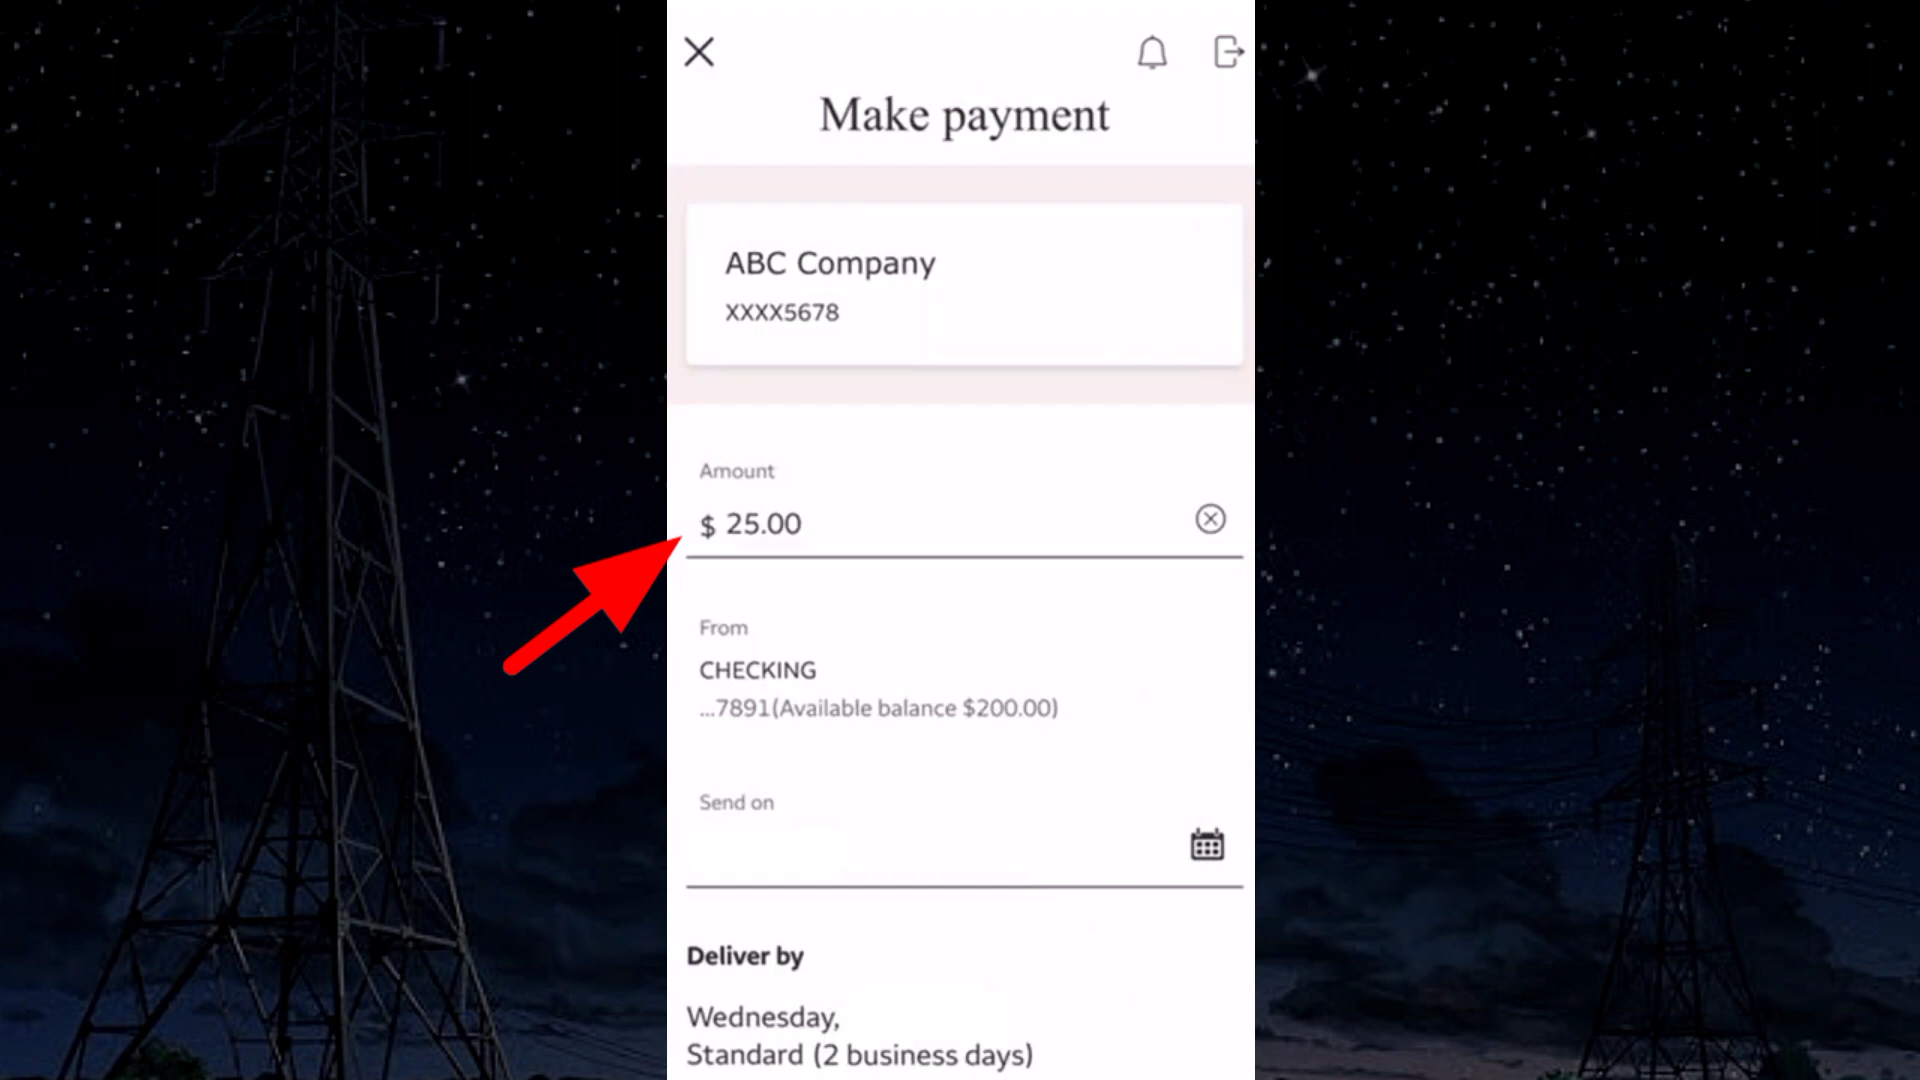 Make payment
ABC Company
XXXX5678
Amount
$ 25.00
From
CHECKING
...7891(Available balance $200.00)
Send on
Deliver by
Wednesday,
Standard (2 business days)